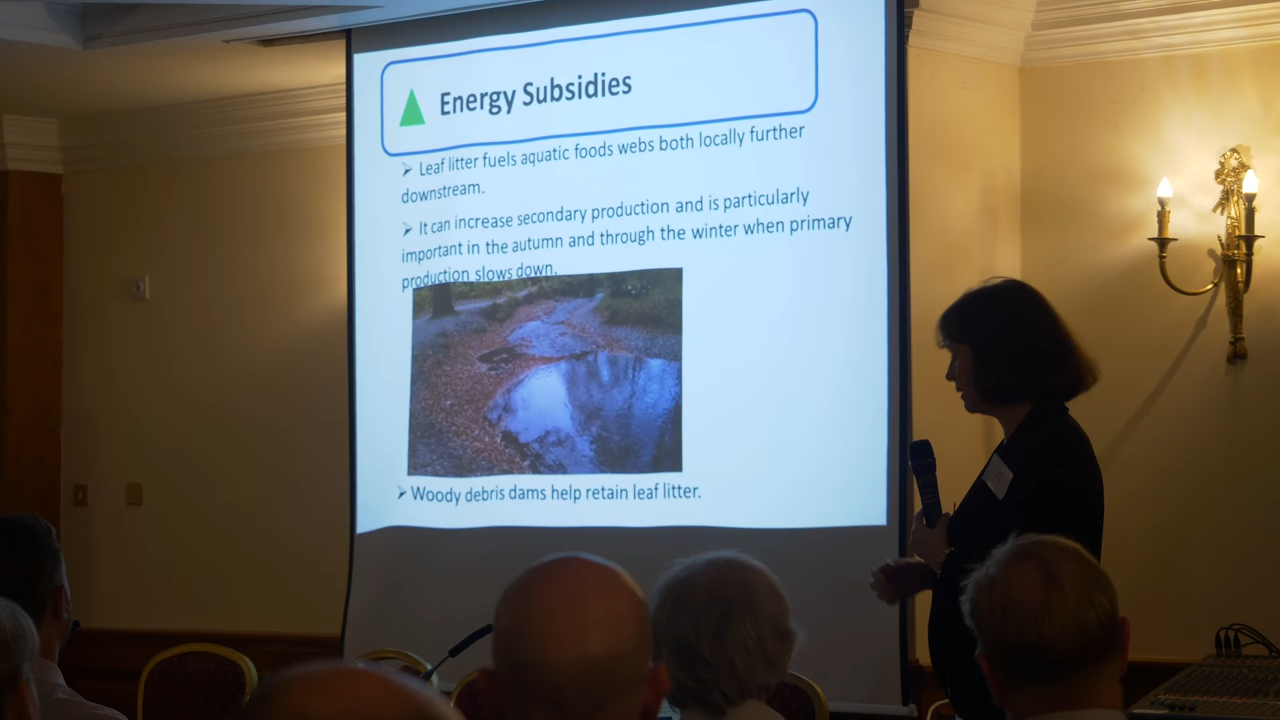 Energy Subsidies
➢ Leaf litter fuels aquatic foods webs both locally further
downstream.
➢ It can increase secondary production and is particularly
important in the autumn and through the winter when primary
production slows down.
➢ Woody debris dams help retain leaf litter.